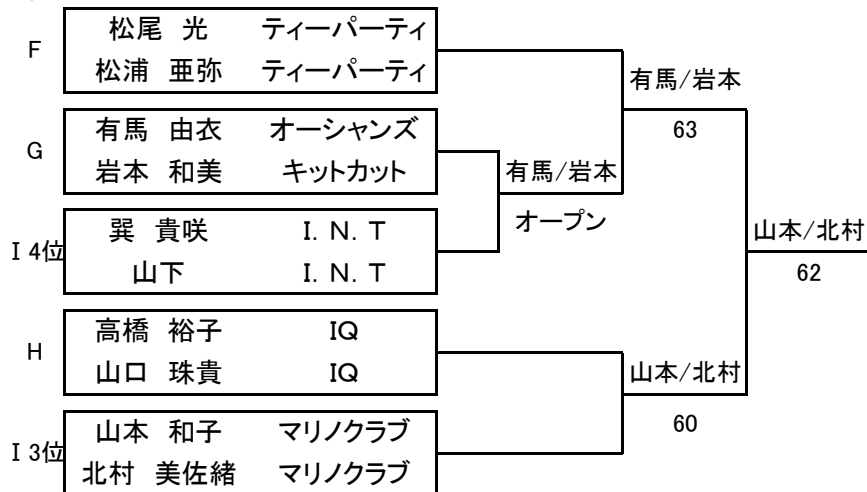 F
松尾 光 ティーパーティ
松浦 亜弥 ティーパーティ
有馬/岩本
63
G
有馬 由衣 オーシャンズ
岩本 和美 キットカット
有馬/岩本
オープン
I 4位
巽 貴咲 I. N. T
山下 I. N. T
山本/北村
62
H
高橋 裕子 IQ
山口 珠貴 IQ
山本/北村
60
I 3位
山本 和子 マリノクラブ
北村 美佐緒 マリノクラブ